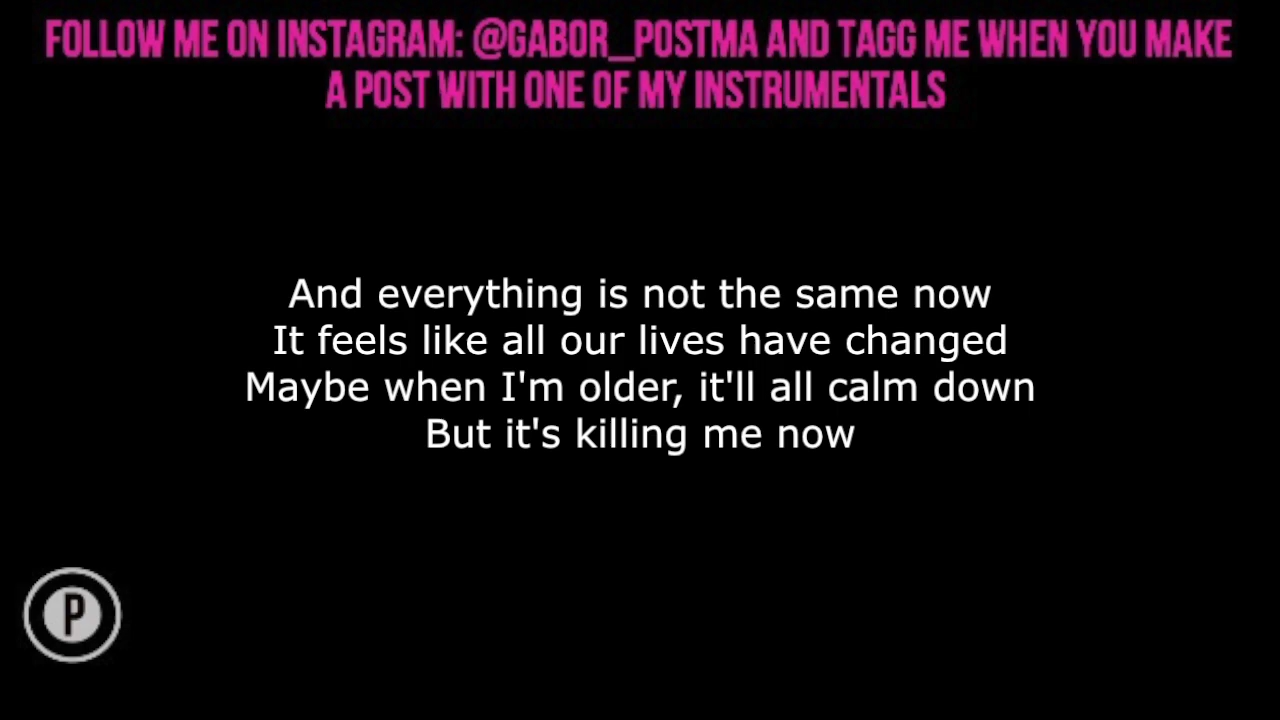 FOLLOW ME ON INSTAGRAM: @GABOR_POSTMA AND TAGG ME WHEN YOU MAKE
A POST WITH ONE OF MY INSTRUMENTALS
And everything is not the same now
It feels like all our lives have changed
Maybe when I'm older, it'll all calm down
But it's killing me now
P